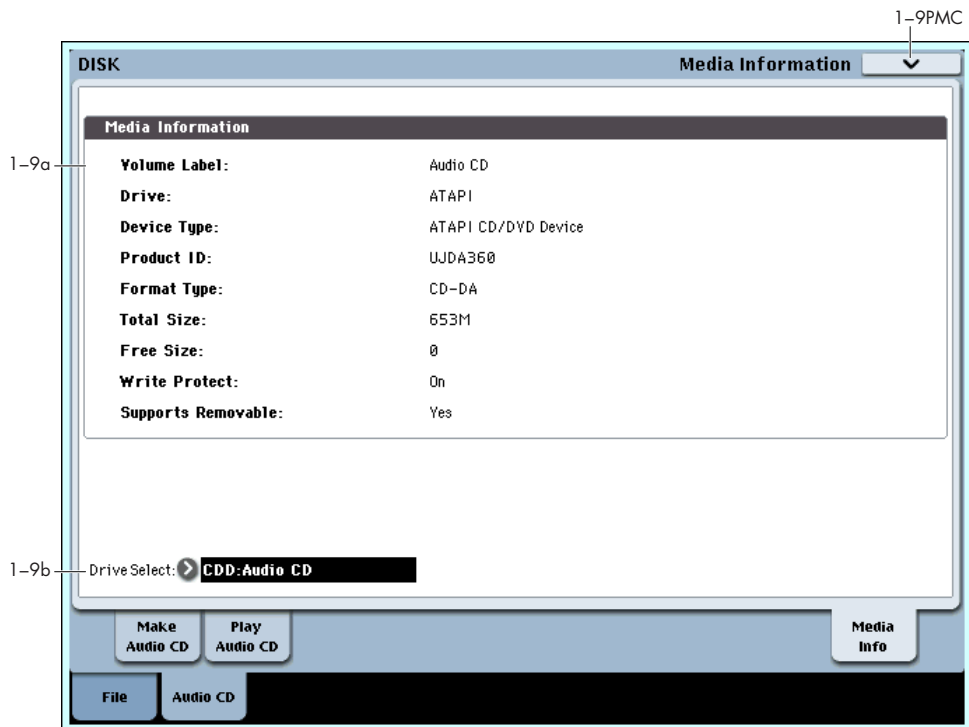 1–9PMC
DISK
Media Information
Media Information
1–9a
Volume Label: Audio CD
Drive: ATAPI
Device Type: ATAPI CD/DVD Device
Product ID: UJDA360
Format Type: CD-DA
Total Size: 653M
Free Size: 0
Write Protect: On
Supports Removable: Yes
1–9b
Drive Select: CDD:Audio CD
Make
Audio CD
Play
Audio CD
Media
Info
File
Audio CD